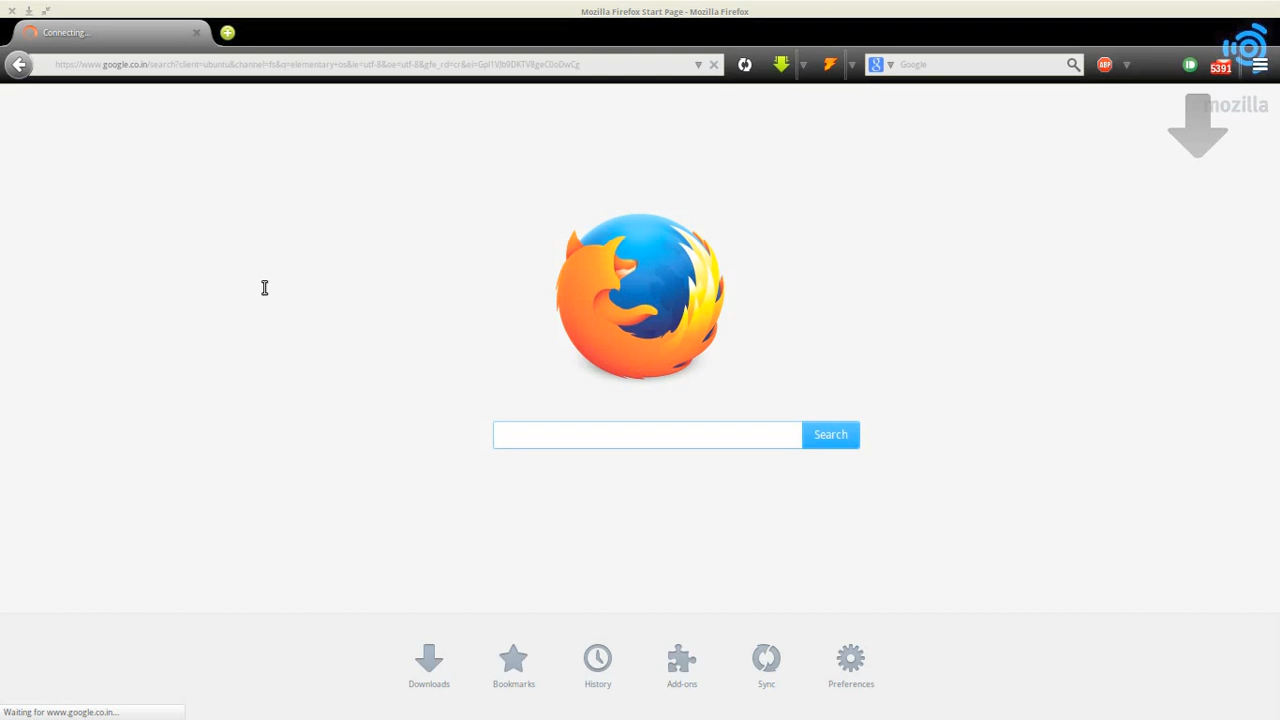 Mozilla Firefox Start Page - Mozilla Firefox
Connecting...
Google
ABP
5391
mozilla
Search
Downloads
Bookmarks
History
Add-ons
Sync
Preferences
Waiting for www.google.co.in...